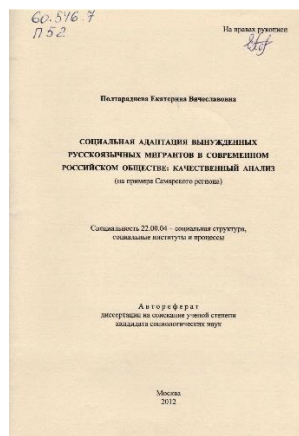 60.546.7
П52
На правах рукописи
Полтараднева Екатерина Вячеславовна
СОЦИАЛЬНАЯ АДАПТАЦИЯ ВЫНУЖДЕННЫХ
РУССКОЯЗЫЧНЫХ МИГРАНТОВ В СОВРЕМЕННОМ
РОССИЙСКОМ ОБЩЕСТВЕ: КАЧЕСТВЕННЫЙ АНАЛИЗ
(на примере Самарского региона)
Специальность 22.00.04 – социальная структура,
социальные институты и процессы
Автореферат
диссертации на соискание ученой степени
кандидата социологических наук
Москва
2012